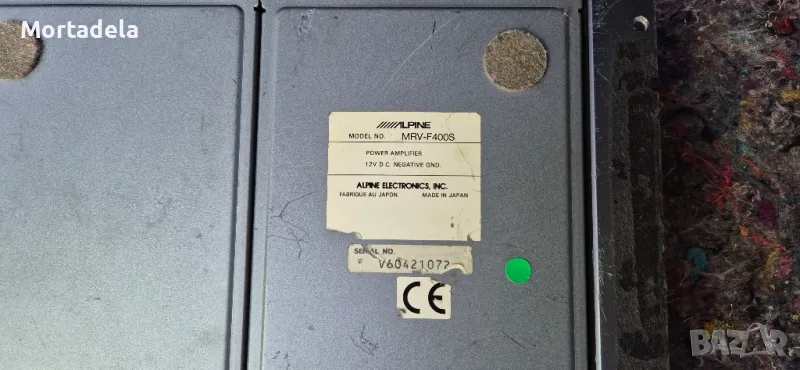 Mortadela
ALPINE
MODEL NO. MRV-F400S
POWER AMPLIFIER
12V D.C. NEGATIVE GND.
ALPINE ELECTRONICS, INC.
FABRIQUE AU JAPON MADE IN JAPAN
SERIAL NO.
V60421072
CE
BAZAR